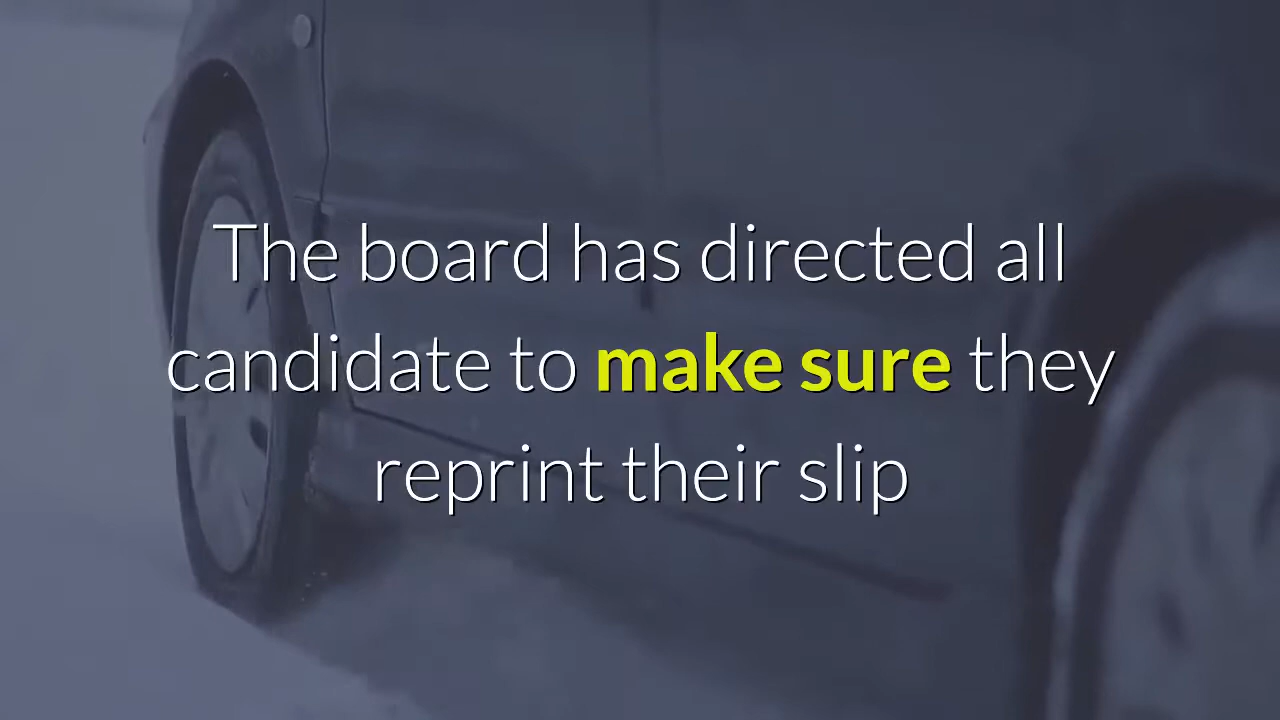 The board has directed all
candidate to make sure they
reprint their slip